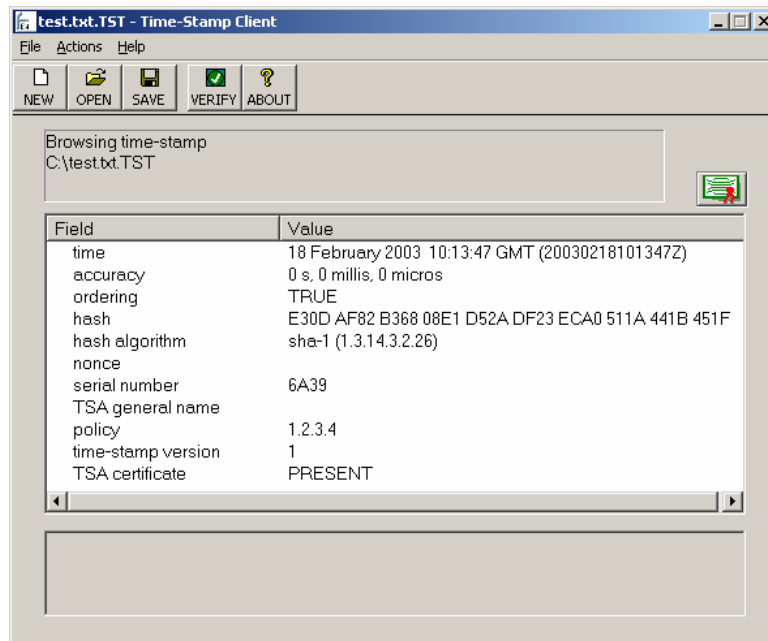 test.txt.TST - Time-Stamp Client
File Actions Help
NEW OPEN SAVE VERIFY ABOUT
Browsing time-stamp
C:\test.txt.TST
Field Value
time 18 February 2003 10:13:47 GMT (20030218101347Z)
accuracy 0 s, 0 millis, 0 micros
ordering TRUE
hash E30D AF82 B368 08E1 D52A DF23 ECA0 511A 441B 451F
hash algorithm sha-1 (1.3.14.3.2.26)
nonce
serial number 6A39
TSA general name
policy 1.2.3.4
time-stamp version 1
TSA certificate PRESENT